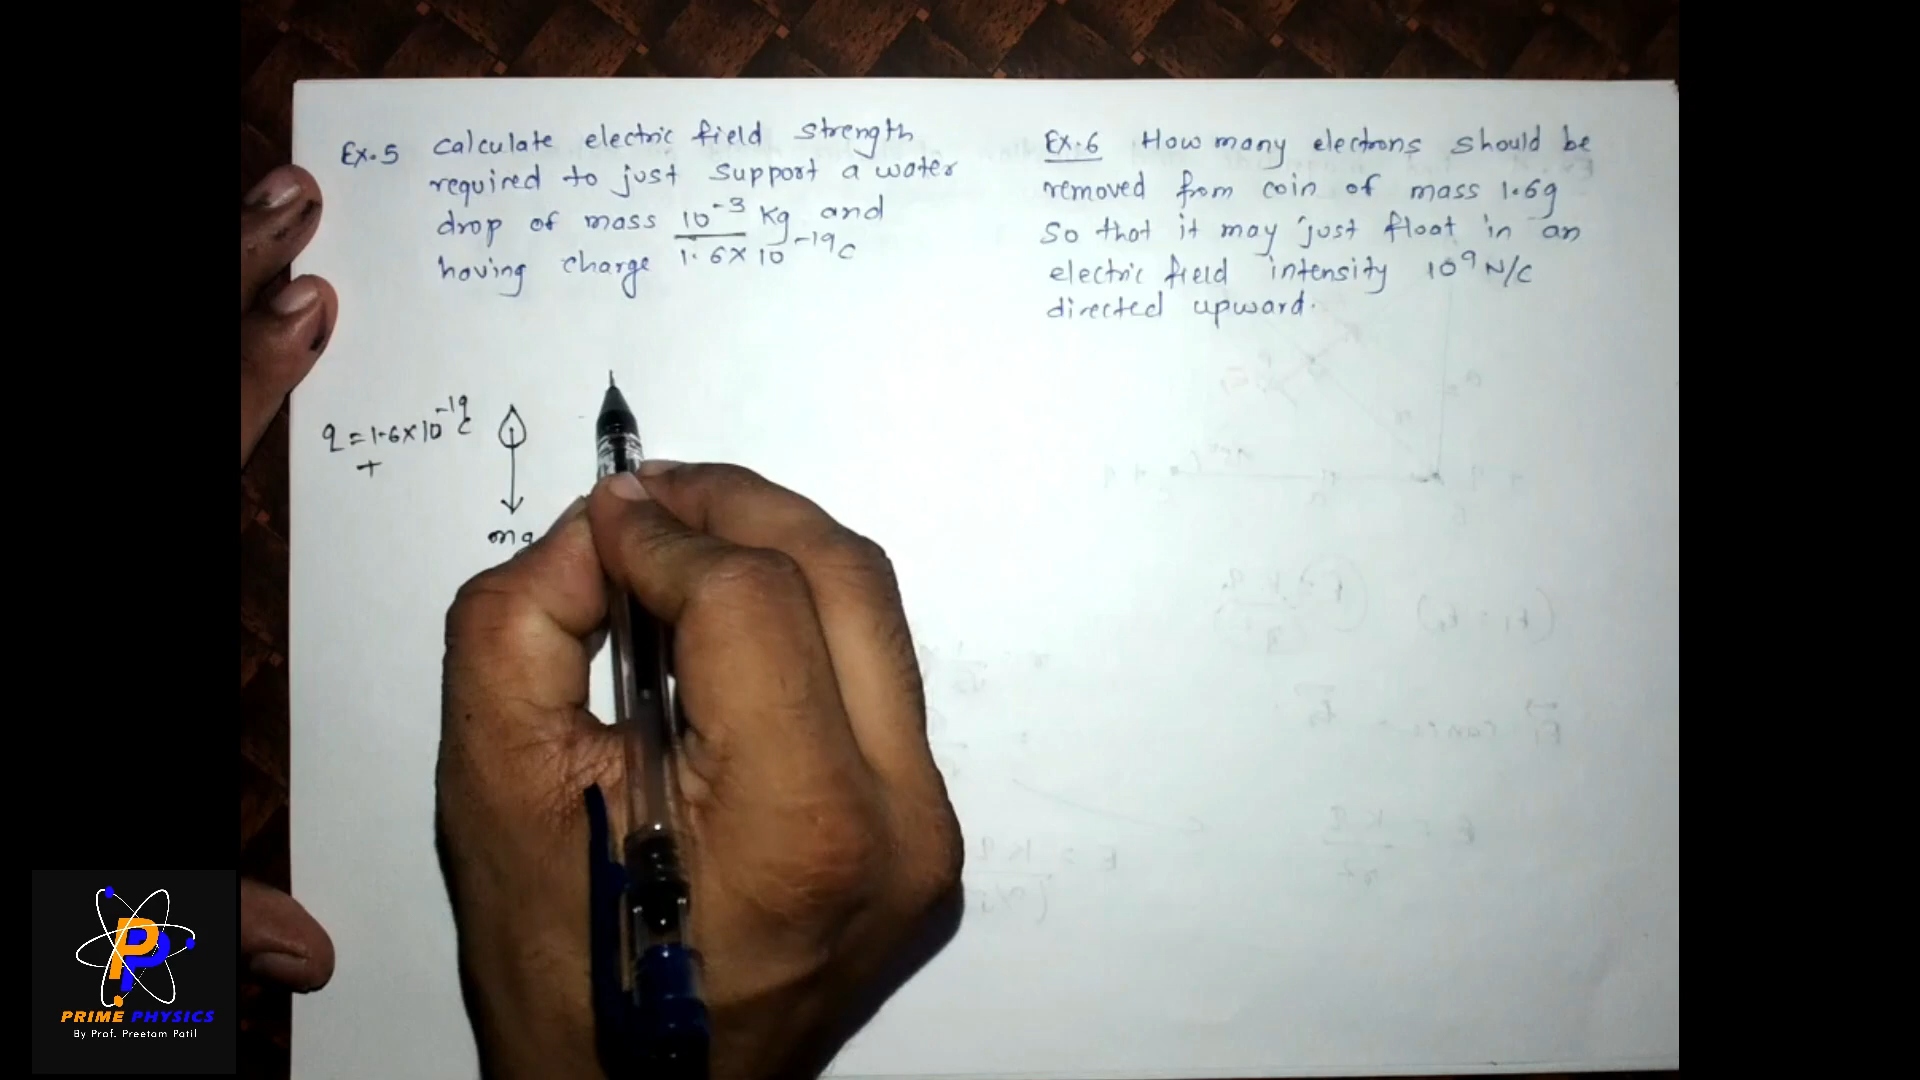 Ex.5 Calculate electric field strength
required to just support a water
drop of mass 10⁻³ kg and
having charge 1.6×10⁻¹⁹C
q = 1.6×10⁻¹⁹C
+
mg
Ex.6 How many electrons should be
removed from coin of mass 1.6g
So that it may just float in an
electric field intensity 10⁹ N/C
directed upward.
PRIME PHYSICS
By Prof. Preetam Patil